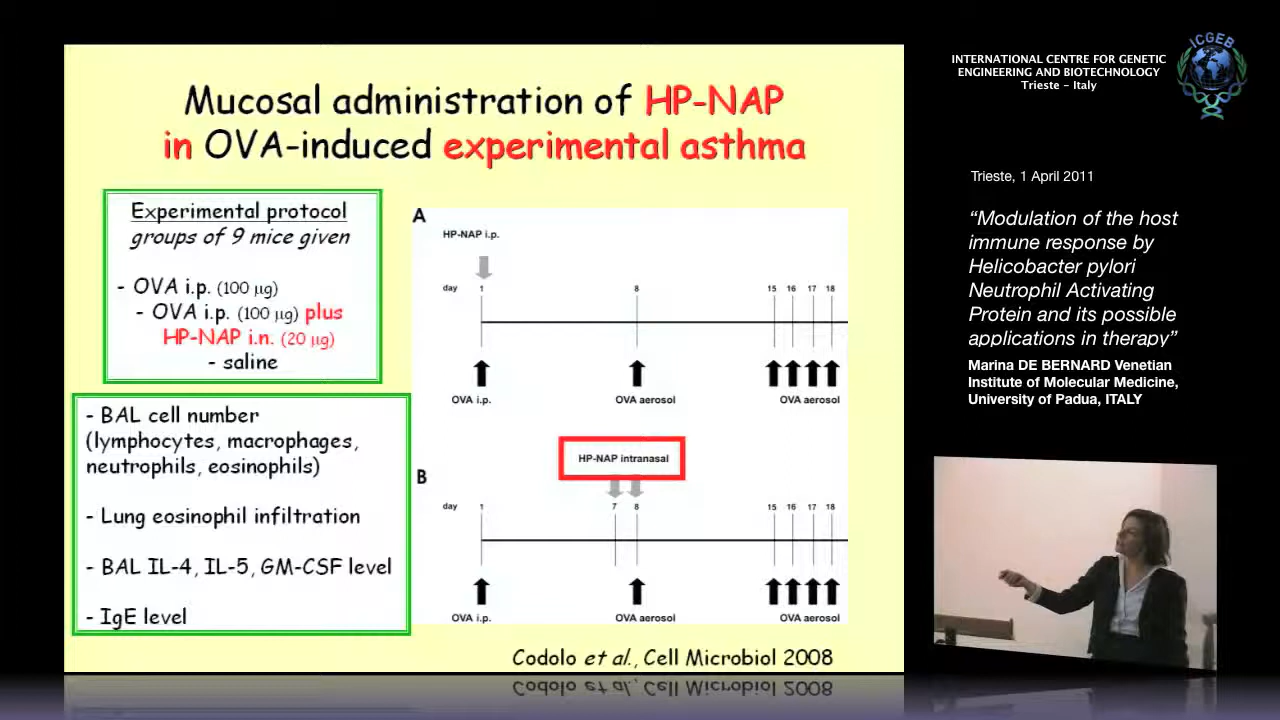 Mucosal administration of HP-NAP
in OVA-induced experimental asthma
Experimental protocol
groups of 9 mice given
- OVA i.p. (100 µg)
- OVA i.p. (100 µg) plus
HP-NAP i.n. (20 µg)
- saline
- BAL cell number
(lymphocytes, macrophages,
neutrophils, eosinophils)
- Lung eosinophil infiltration
- BAL IL-4, IL-5, GM-CSF level
- IgE level
A
HP-NAP i.p.
day 1 8 15 16 17 18
OVA i.p. OVA aerosol OVA aerosol
HP-NAP intranasal
B
day 1 7 8 15 16 17 18
OVA i.p. OVA aerosol OVA aerosol
Codolo et al., Cell Microbiol 2008
INTERNATIONAL CENTRE FOR GENETIC
ENGINEERING AND BIOTECHNOLOGY
Trieste - Italy
ICGEB
Trieste, 1 April 2011
“Modulation of the host
immune response by
Helicobacter pylori
Neutrophil Activating
Protein and its possible
applications in therapy”
Marina DE BERNARD Venetian
Institute of Molecular Medicine,
University of Padua, ITALY